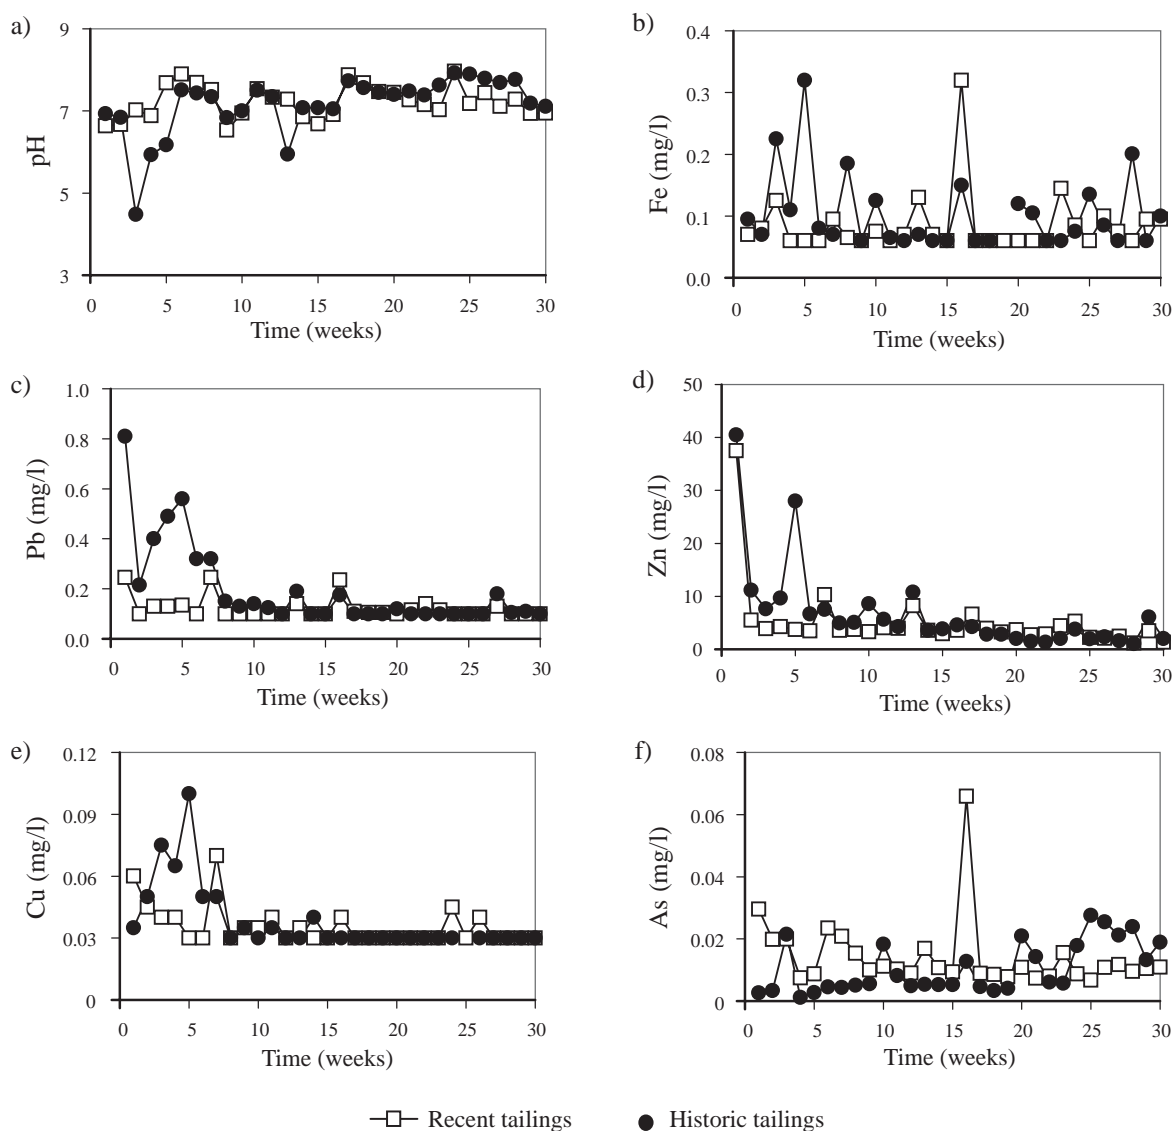 a)
9
7
5
3
pH
0 5 10 15 20 25 30
Time (weeks)
b)
0.4
0.3
0.2
0.1
0.0
Fe (mg/l)
0 5 10 15 20 25 30
Time (weeks)
c)
1.0
0.8
0.6
0.4
0.2
0.0
Pb (mg/l)
0 5 10 15 20 25 30
Time (weeks)
d)
50
40
30
20
10
0
Zn (mg/l)
0 5 10 15 20 25 30
Time (weeks)
e)
0.12
0.09
0.06
0.03
0
Cu (mg/l)
0 5 10 15 20 25 30
Time (weeks)
f)
0.08
0.06
0.04
0.02
0
As (mg/l)
0 5 10 15 20 25 30
Time (weeks)
Recent tailings
Historic tailings